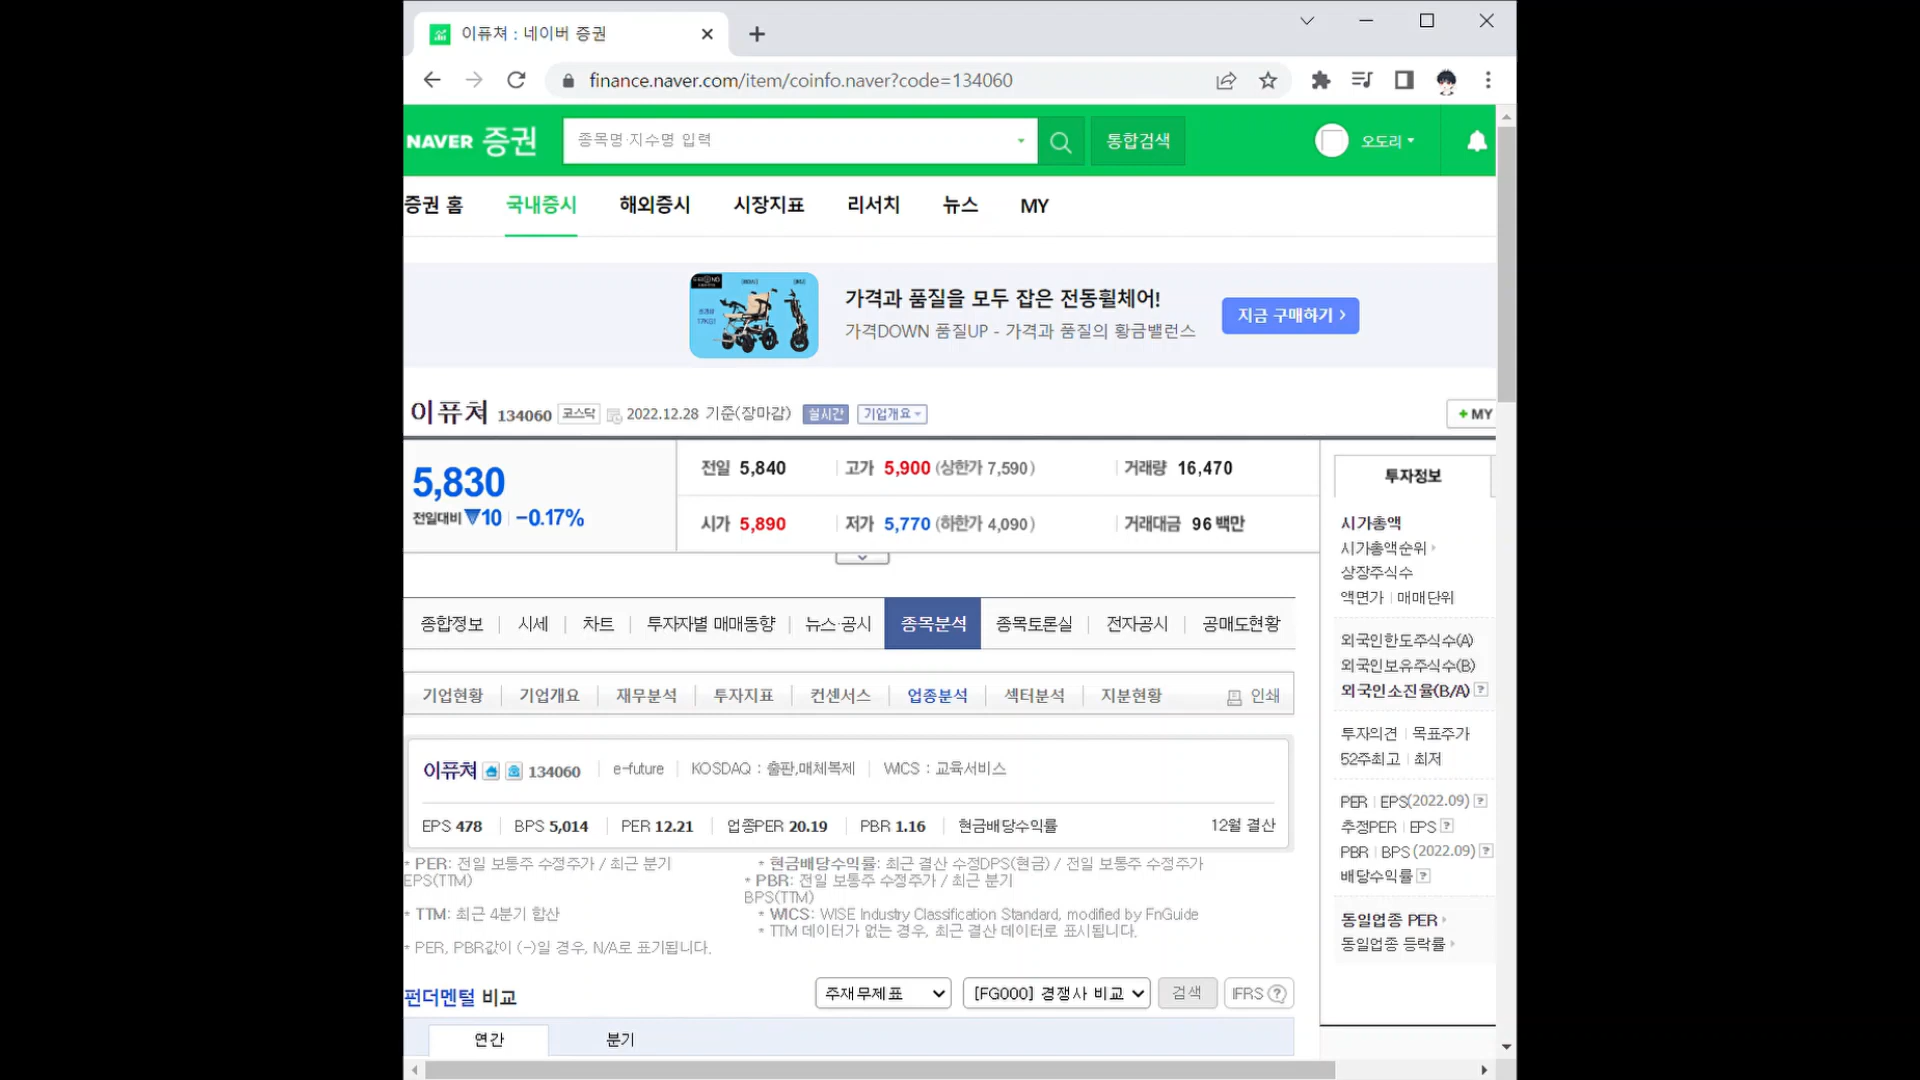 이퓨쳐 : 네이버 증권
finance.naver.com/item/coinfo.naver?code=134060
NAVER 증권
종목명·지수명 입력
통합검색
오도리
증권 홈 국내증시 해외증시 시장지표 리서치 뉴스 MY
가격과 품질을 모두 잡은 전동휠체어!
가격DOWN 품질UP - 가격과 품질의 황금밸런스
지금 구매하기 ›
이퓨쳐 134060 코스닥 2022.12.28 기준(장마감) 실시간 기업개요
+ MY
5,830
전일대비 ▼10 -0.17%
전일 5,840 고가 5,900 (상한가 7,590) 거래량 16,470
시가 5,890 저가 5,770 (하한가 4,090) 거래대금 96 백만
종합정보 시세 차트 투자자별 매매동향 뉴스·공시 종목분석 종목토론실 전자공시 공매도현황
기업현황 기업개요 재무분석 투자지표 컨센서스 업종분석 섹터분석 지분현황 인쇄
이퓨쳐 134060 e-future KOSDAQ : 출판,매체복제 WICS : 교육서비스
EPS 478 BPS 5,014 PER 12.21 업종PER 20.19 PBR 1.16 현금배당수익률 12월 결산
* PER: 전일 보통주 수정주가 / 최근 분기
EPS(TTM)
* TTM: 최근 4분기 합산
* PER, PBR값이 (-)일 경우, N/A로 표기됩니다.
* 현금배당수익률: 최근 결산 수정DPS(현금) / 전일 보통주 수정주가
* PBR: 전일 보통주 수정주가 / 최근 분기
BPS(TTM)
* WICS: WISE Industry Classification Standard, modified by FnGuide
* TTM 데이터가 없는 경우, 최근 결산 데이터로 표시됩니다.
펀더멘털 비교
주재무제표 [FG000] 경쟁사 비교 검색 IFRS ?
연간 분기
투자정보
시가총액
시가총액순위
상장주식수
액면가 | 매매단위
외국인한도주식수(A)
외국인보유주식수(B)
외국인소진율(B/A) ?
투자의견 | 목표주가
52주최고 | 최저
PER | EPS(2022.09) ?
추정PER | EPS ?
PBR | BPS (2022.09) ?
배당수익률 ?
동일업종 PER
동일업종 등락률